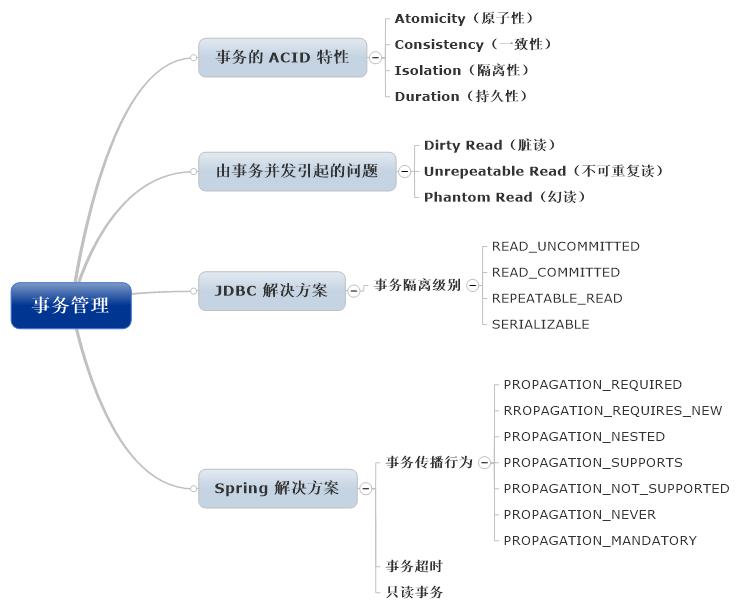 事务管理
事务的 ACID 特性
Atomicity（原子性）
Consistency（一致性）
Isolation（隔离性）
Duration（持久性）
由事务并发引起的问题
Dirty Read（脏读）
Unrepeatable Read（不可重复读）
Phantom Read（幻读）
JDBC 解决方案
事务隔离级别
READ_UNCOMMITTED
READ_COMMITTED
REPEATABLE_READ
SERIALIZABLE
Spring 解决方案
事务传播行为
PROPAGATION_REQUIRED
RROPAGATION_REQUIRES_NEW
PROPAGATION_NESTED
PROPAGATION_SUPPORTS
PROPAGATION_NOT_SUPPORTED
PROPAGATION_NEVER
PROPAGATION_MANDATORY
事务超时
只读事务